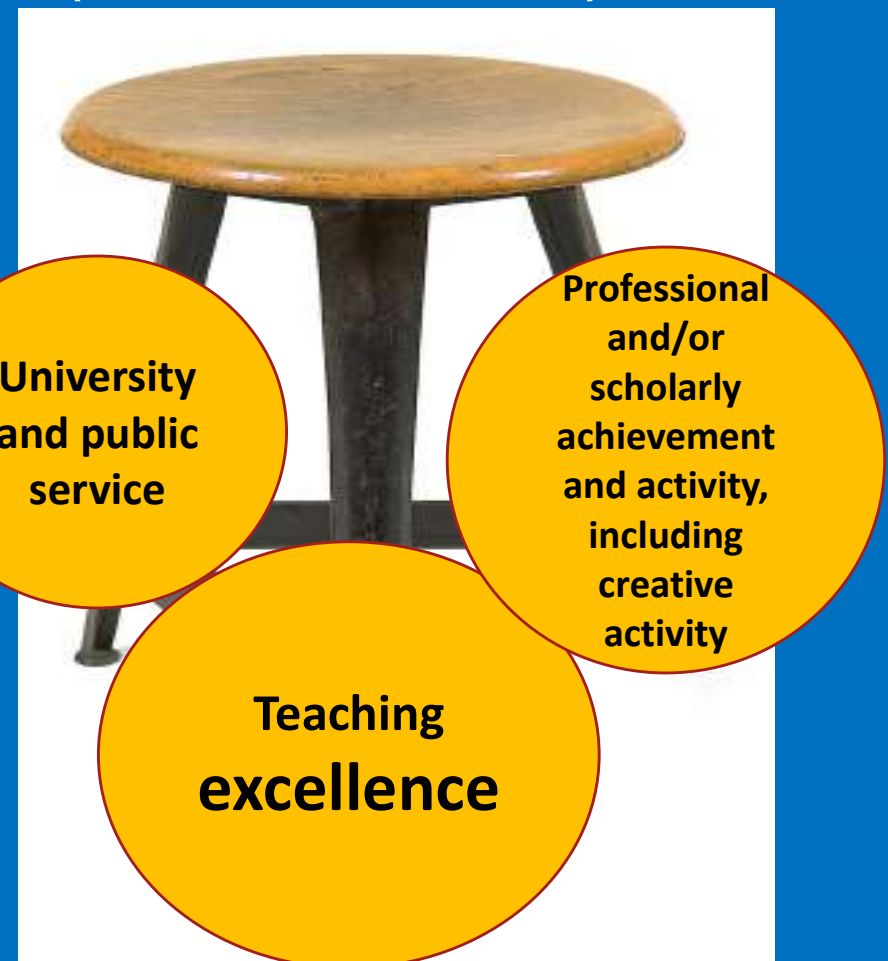 University
and public
service
Professional
and/or
scholarly
achievement
and activity,
including
creative
activity
Teaching
excellence